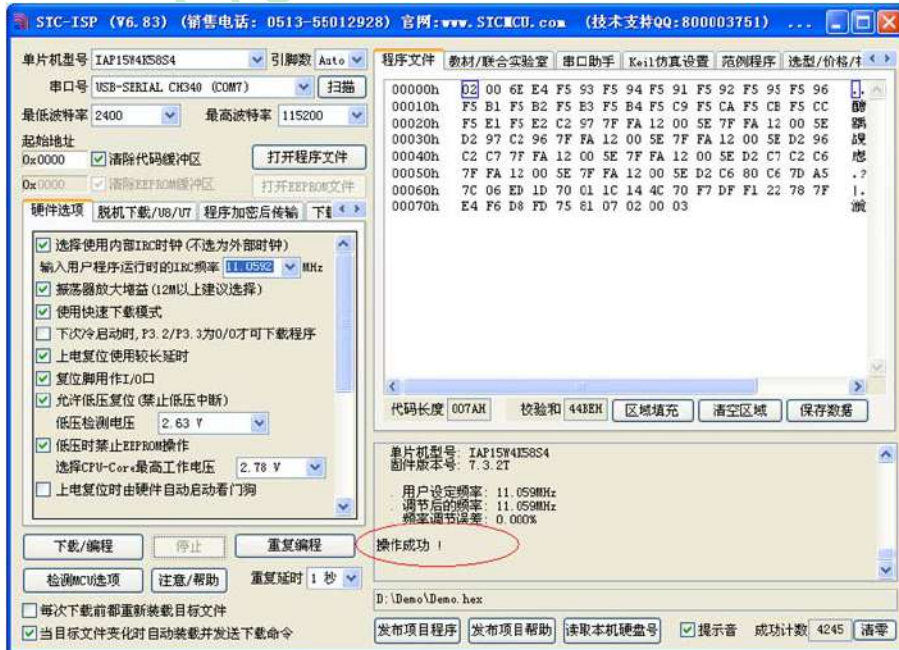 STC-ISP (V6.83) (销售电话: 0513-55012928) 官网:www.STCMCU.com (技术支持QQ:800003751) ...
单片机型号 IAP15W4K58S4 引脚数 Auto
串口号 USB-SERIAL CH340 (COM7) 扫描
最低波特率 2400 最高波特率 115200
起始地址
0x0000 清除代码缓冲区 打开程序文件
0x0000 清除EEPROM缓冲区 打开EEPROM文件
硬件选项 脱机下载/U8/U7 程序加密后传输
选择使用内部IRC时钟(不选为外部时钟)
输入用户程序运行时的IRC频率 11.0592 MHz
振荡器放大增益(12M以上建议选择)
使用快速下载模式
下次冷启动时,P3.2/P3.3为0/0才可下载程序
上电复位使用较长延时
复位脚用作I/O口
允许低压复位(禁止低压中断)
低压检测电压 2.63 V
低压时禁止EEPROM操作
选择CPU-Core最高工作电压 2.78 V
上电复位时由硬件自动启动看门狗
下载/编程 停止 重复编程
检测MCU选项 注意/帮助 重复延时 1 秒
每次下载前都重新装载目标文件
当目标文件变化时自动装载并发送下载命令
程序文件 教材/联合实验室 串口助手 Keil仿真设置 范例程序 选型/价格/
00000h 02 00 6E E4 F5 93 F5 94 F5 91 F5 92 F5 95 F5 96
00010h F5 B1 F5 B2 F5 B3 F5 B4 F5 C9 F5 CA F5 CB F5 CC
00020h F5 E1 F5 E2 C2 97 7F FA 12 00 5E 7F FA 12 00 5E
00030h D2 97 C2 96 7F FA 12 00 5E 7F FA 12 00 5E D2 96
00040h C2 C7 7F FA 12 00 5E 7F FA 12 00 5E D2 C7 C2 C6
00050h 7F FA 12 00 5E 7F FA 12 00 5E D2 C6 80 C6 7D A5
00060h 7C 06 ED 1D 70 01 1C 14 4C 70 F7 DF F1 22 78 7F
00070h E4 F6 D8 FD 75 81 07 02 00 03
代码长度 007AH 校验和 44BEH 区域填充 清空区域 保存数据
单片机型号: IAP15W4K58S4
固件版本号: 7.3.2T
. 用户设定频率: 11.059MHz
. 调节后的频率: 11.059MHz
频率调节误差: 0.000%
操作成功 !
D:\Demo\Demo.hex
发布项目程序 发布项目帮助 读取本机硬盘号 提示音 成功计数 4245 清零